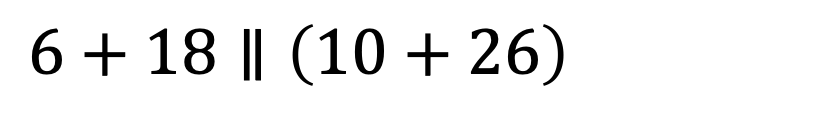 6 + 18 ∥ (10 + 26)